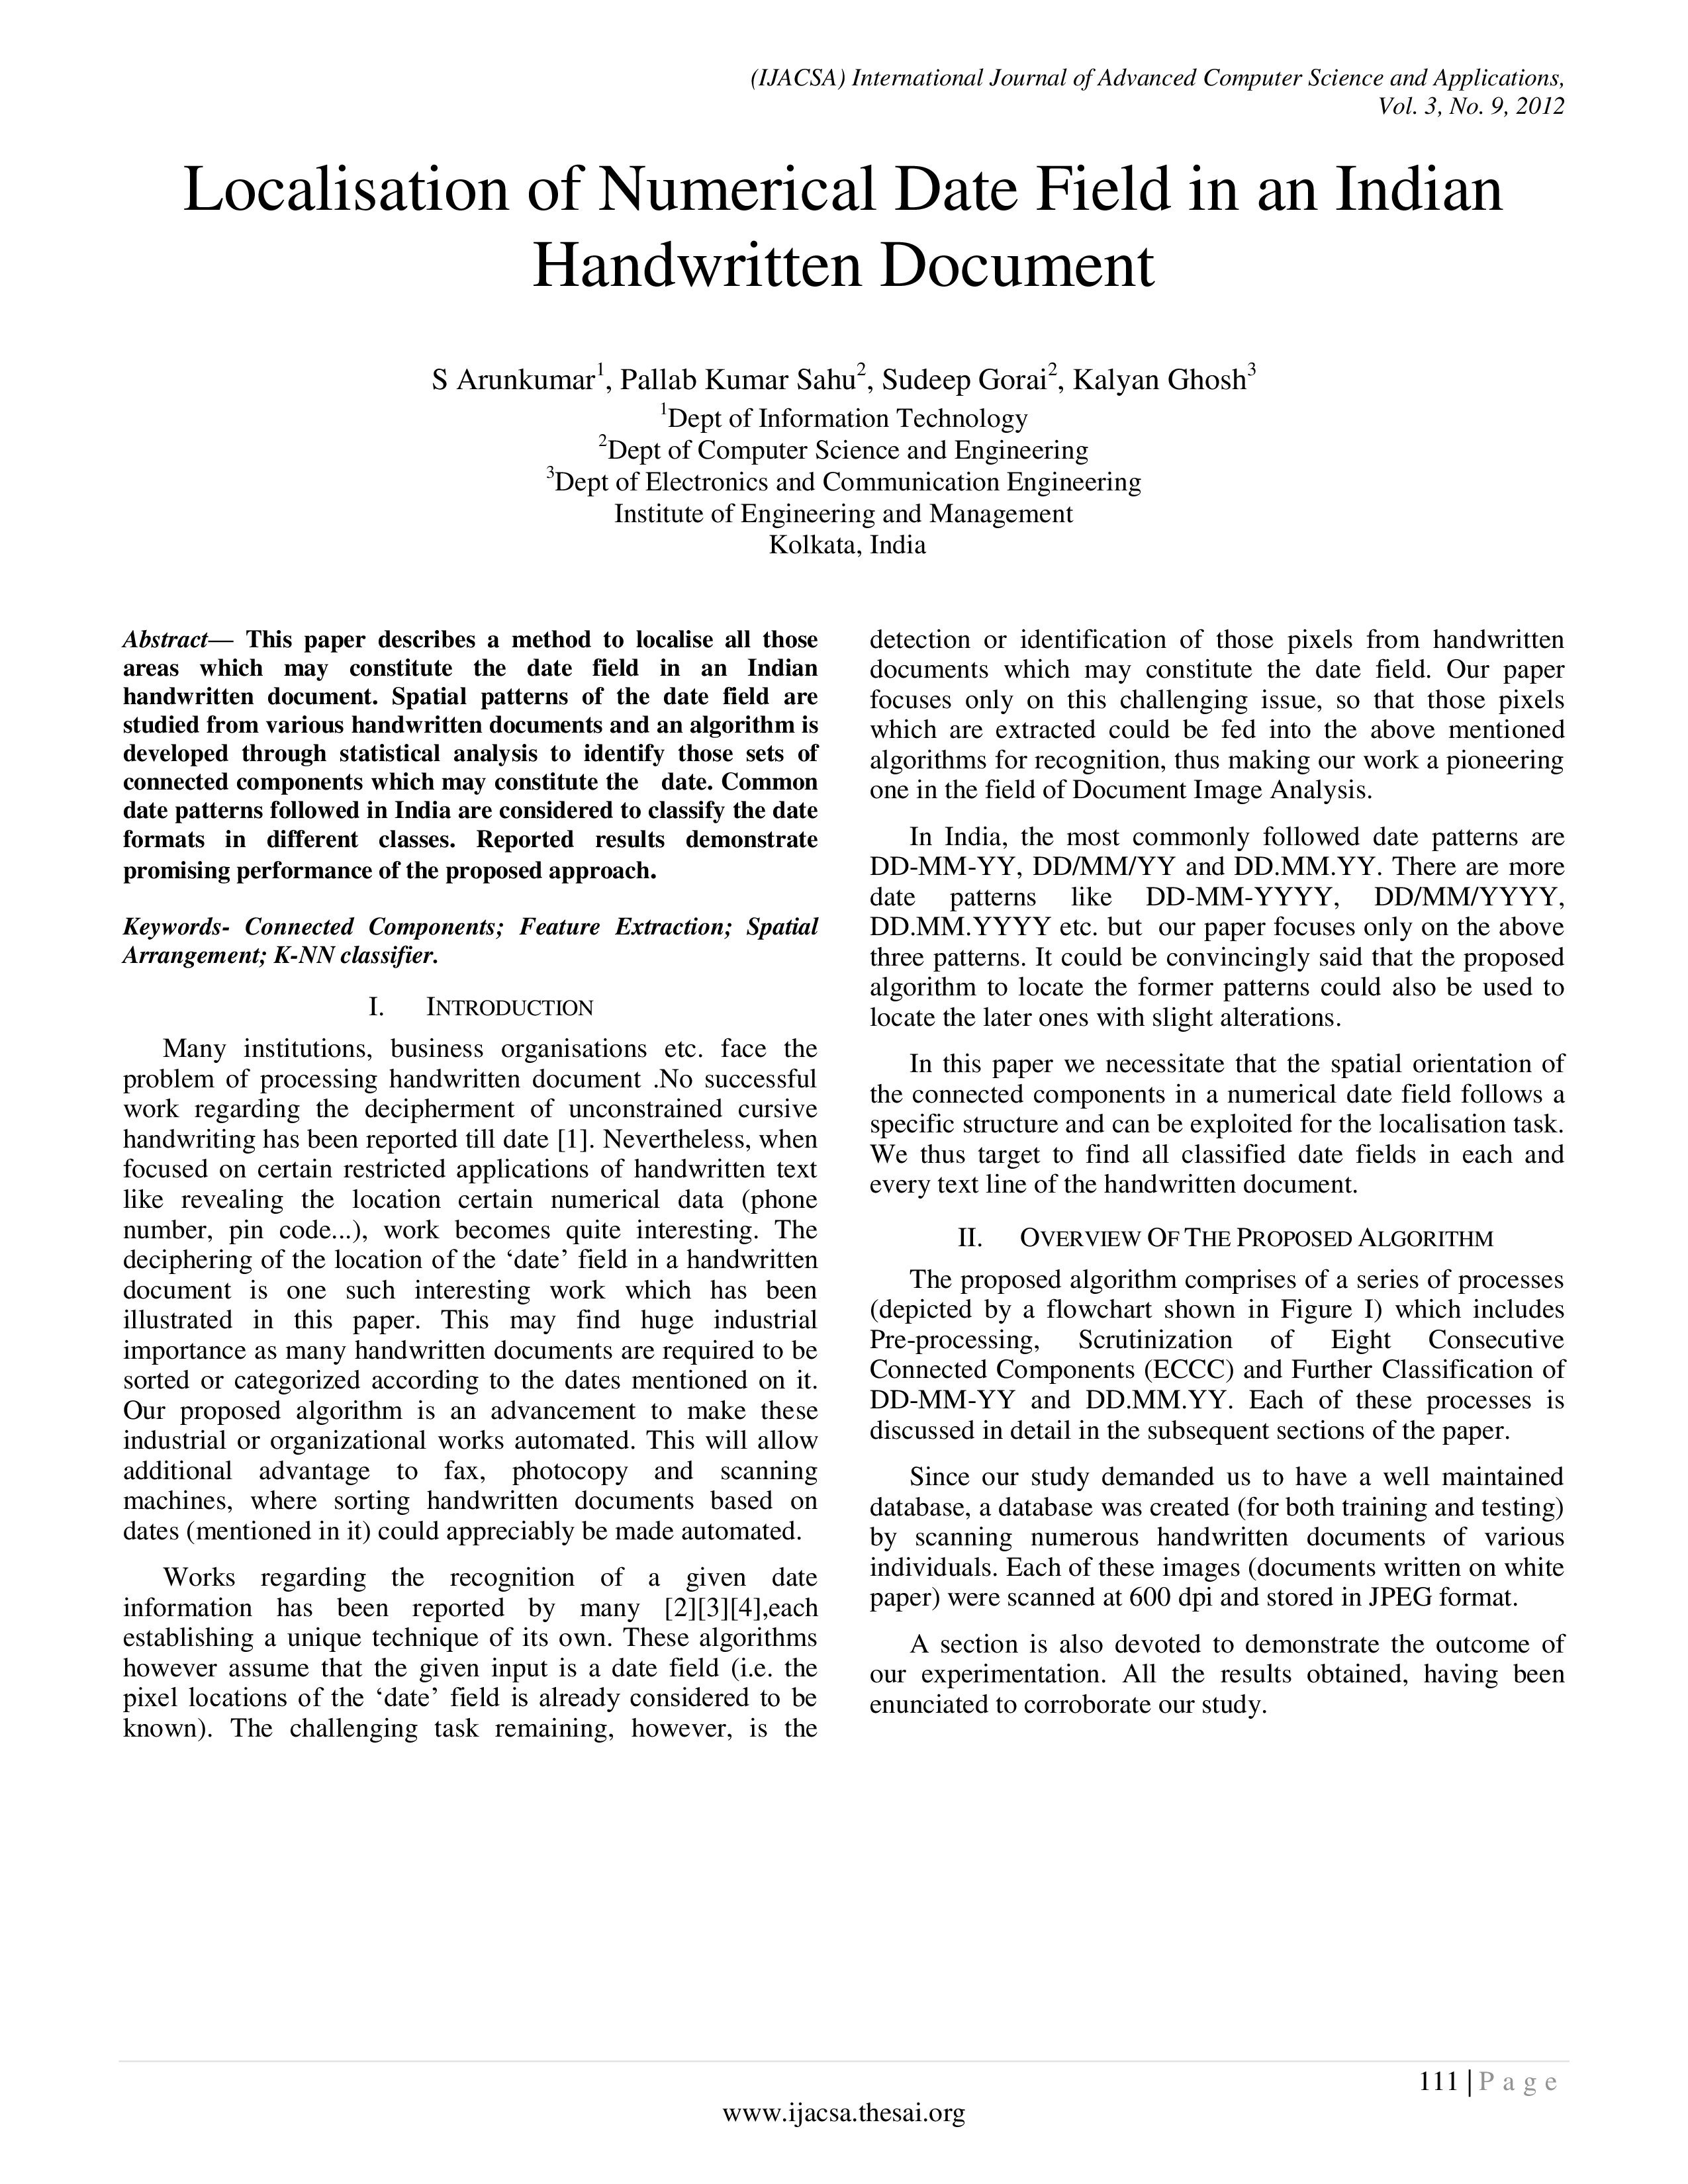 (IJACSA) International Journal of Advanced Computer Science and Applications,
Vol. 3, No. 9, 2012
Localisation of Numerical Date Field in an Indian
Handwritten Document
S Arunkumar1, Pallab Kumar Sahu2, Sudeep Gorai2, Kalyan Ghosh3
1Dept of Information Technology
2Dept of Computer Science and Engineering
3Dept of Electronics and Communication Engineering
Institute of Engineering and Management
Kolkata, India
Abstract— This paper describes a method to localise all those
areas which may constitute the date field in an Indian
handwritten document. Spatial patterns of the date field are
studied from various handwritten documents and an algorithm is
developed through statistical analysis to identify those sets of
connected components which may constitute the date. Common
date patterns followed in India are considered to classify the date
formats in different classes. Reported results demonstrate
promising performance of the proposed approach.
Keywords- Connected Components; Feature Extraction; Spatial
Arrangement; K-NN classifier.
I. INTRODUCTION
Many institutions, business organisations etc. face the
problem of processing handwritten document .No successful
work regarding the decipherment of unconstrained cursive
handwriting has been reported till date [1]. Nevertheless, when
focused on certain restricted applications of handwritten text
like revealing the location certain numerical data (phone
number, pin code...), work becomes quite interesting. The
deciphering of the location of the ‘date’ field in a handwritten
document is one such interesting work which has been
illustrated in this paper. This may find huge industrial
importance as many handwritten documents are required to be
sorted or categorized according to the dates mentioned on it.
Our proposed algorithm is an advancement to make these
industrial or organizational works automated. This will allow
additional advantage to fax, photocopy and scanning
machines, where sorting handwritten documents based on
dates (mentioned in it) could appreciably be made automated.
Works regarding the recognition of a given date
information has been reported by many [2][3][4],each
establishing a unique technique of its own. These algorithms
however assume that the given input is a date field (i.e. the
pixel locations of the ‘date’ field is already considered to be
known). The challenging task remaining, however, is the
detection or identification of those pixels from handwritten
documents which may constitute the date field. Our paper
focuses only on this challenging issue, so that those pixels
which are extracted could be fed into the above mentioned
algorithms for recognition, thus making our work a pioneering
one in the field of Document Image Analysis.
In India, the most commonly followed date patterns are
DD-MM-YY, DD/MM/YY and DD.MM.YY. There are more
date patterns like DD-MM-YYYY, DD/MM/YYYY,
DD.MM.YYYY etc. but our paper focuses only on the above
three patterns. It could be convincingly said that the proposed
algorithm to locate the former patterns could also be used to
locate the later ones with slight alterations.
In this paper we necessitate that the spatial orientation of
the connected components in a numerical date field follows a
specific structure and can be exploited for the localisation task.
We thus target to find all classified date fields in each and
every text line of the handwritten document.
II. OVERVIEW OF THE PROPOSED ALGORITHM
The proposed algorithm comprises of a series of processes
(depicted by a flowchart shown in Figure I) which includes
Pre-processing, Scrutinization of Eight Consecutive
Connected Components (ECCC) and Further Classification of
DD-MM-YY and DD.MM.YY. Each of these processes is
discussed in detail in the subsequent sections of the paper.
Since our study demanded us to have a well maintained
database, a database was created (for both training and testing)
by scanning numerous handwritten documents of various
individuals. Each of these images (documents written on white
paper) were scanned at 600 dpi and stored in JPEG format.
A section is also devoted to demonstrate the outcome of
our experimentation. All the results obtained, having been
enunciated to corroborate our study.
111 | P a g e
www.ijacsa.thesai.org